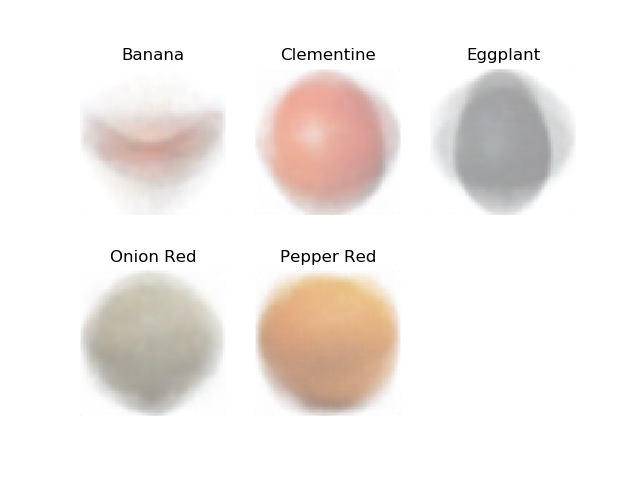 Banana
Clementine
Eggplant
Onion Red
Pepper Red